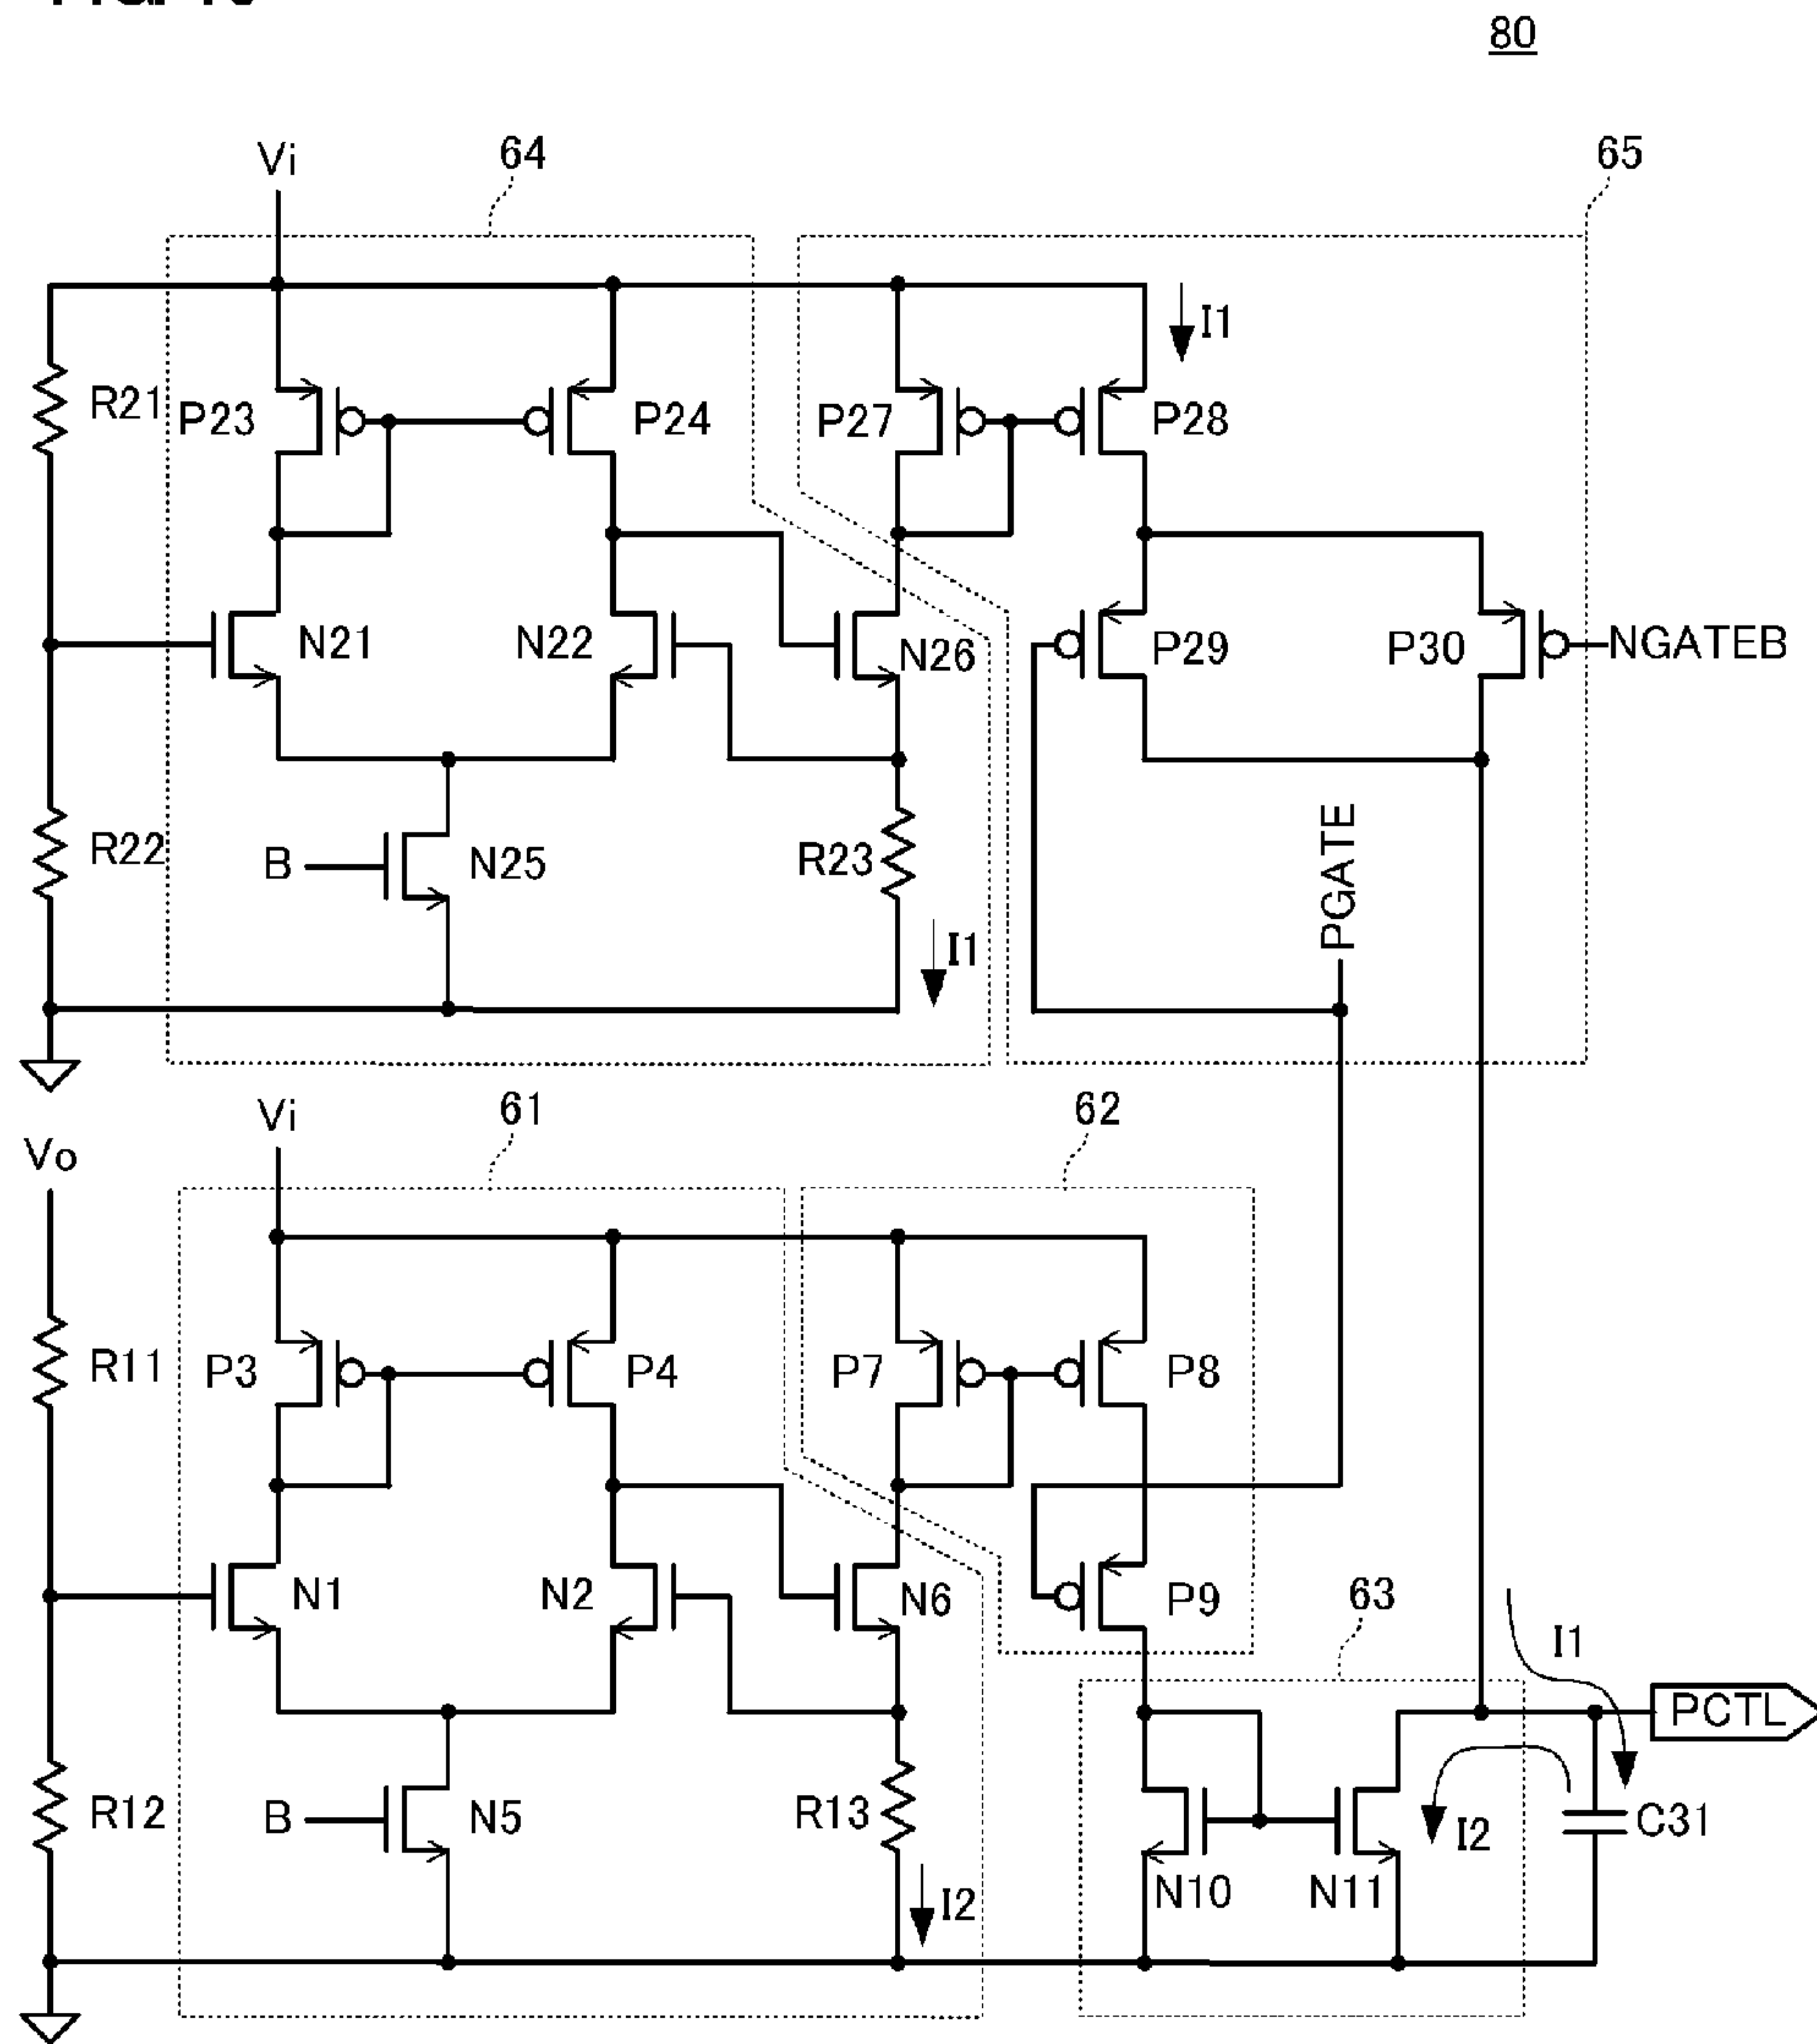 80
Vi
64
65
I1
R21
P23
P24
P27
P28
N21
N22
N26
P29
P30
NGATEB
R22
B
N25
R23
PGATE
I1
Vi
61
62
Vo
R11
P3
P4
P7
P8
N1
N2
N6
P9
63
I1
PCTL
R12
B
N5
R13
I2
C31
N10
N11
I2